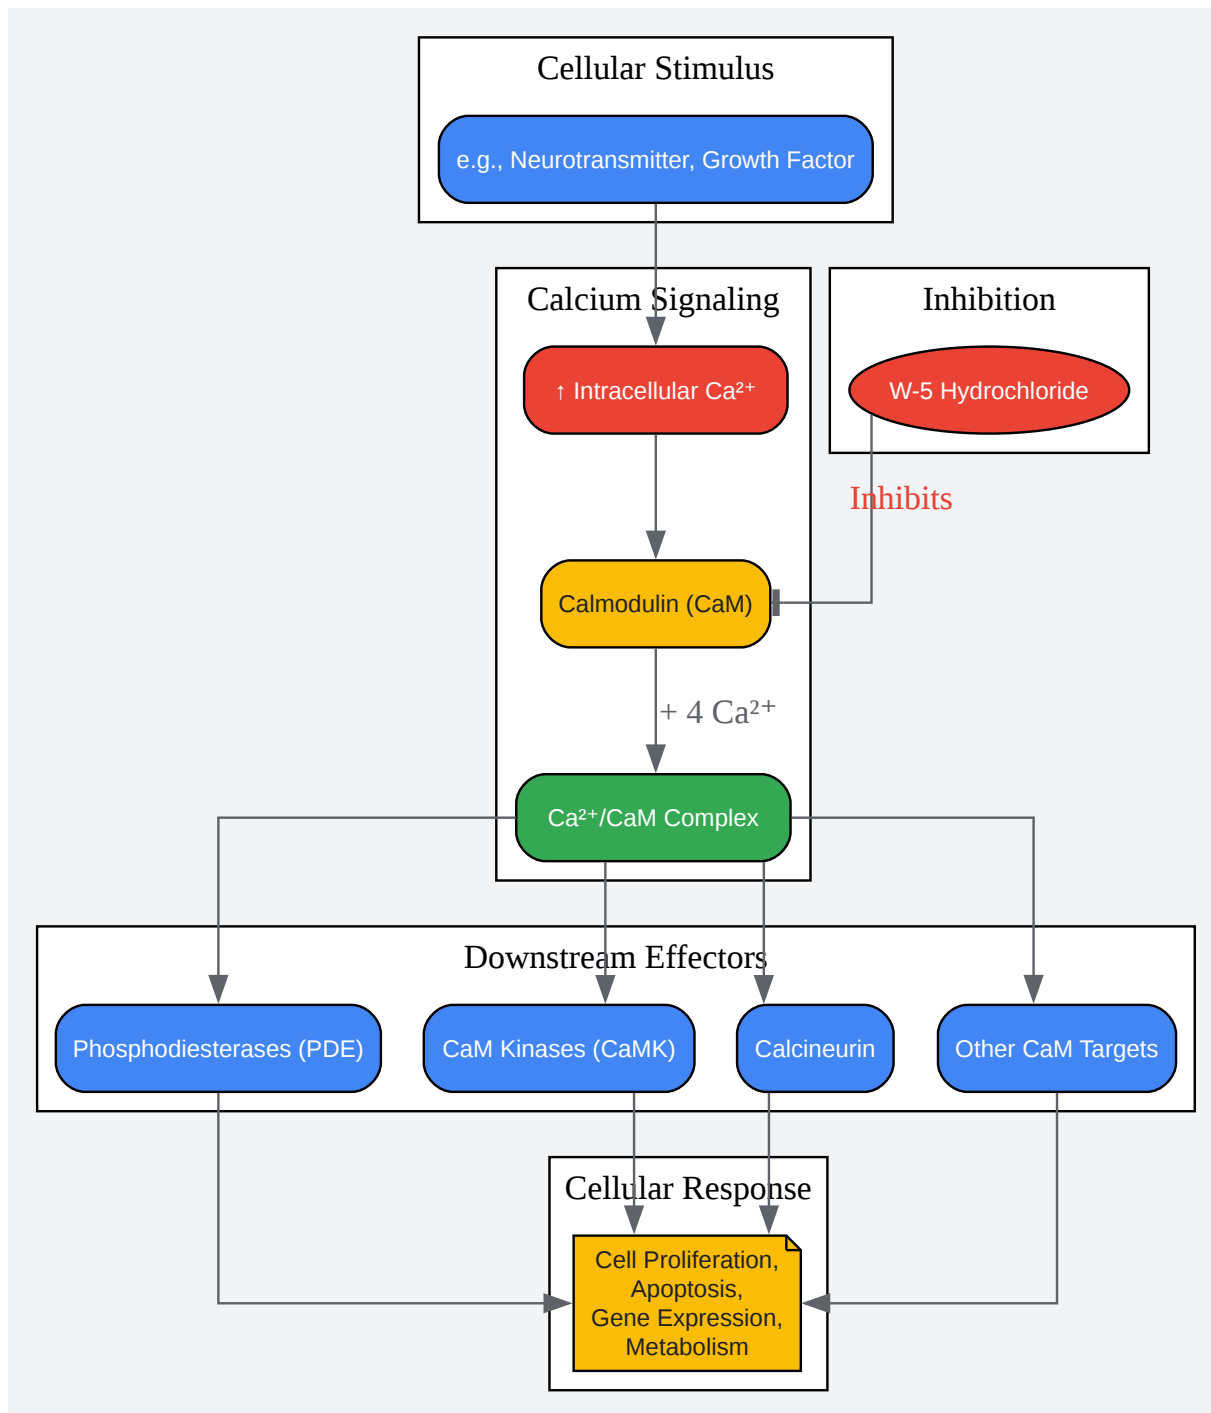 Cellular Stimulus
e.g., Neurotransmitter, Growth Factor
Calcium Signaling
Inhibition
↑ Intracellular Ca²⁺
W-5 Hydrochloride
Inhibits
Calmodulin (CaM)
+ 4 Ca²⁺
Ca²⁺/CaM Complex
Downstream Effectors
Phosphodiesterases (PDE)
CaM Kinases (CaMK)
Calcineurin
Other CaM Targets
Cellular Response
Cell Proliferation,
Apoptosis,
Gene Expression,
Metabolism